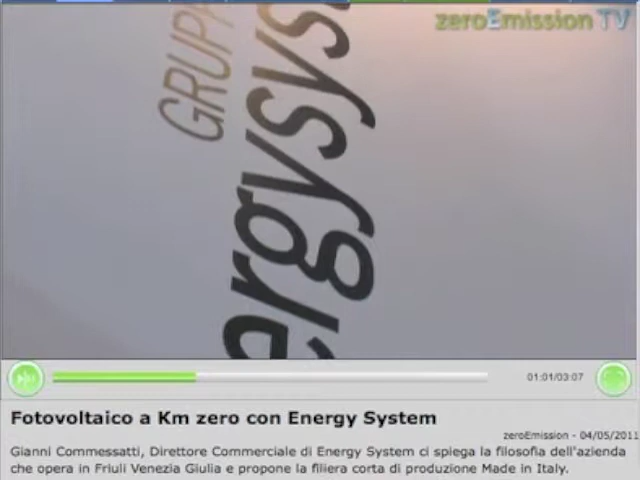 zeroEmission TV
GRUPP
ergysys
01:01/03:07
Fotovoltaico a Km zero con Energy System
zeroEmission - 04/05/2011
Gianni Commessatti, Direttore Commerciale di Energy System ci spiega la filosofia dell'azienda
che opera in Friuli Venezia Giulia e propone la filiera corta di produzione Made in Italy.